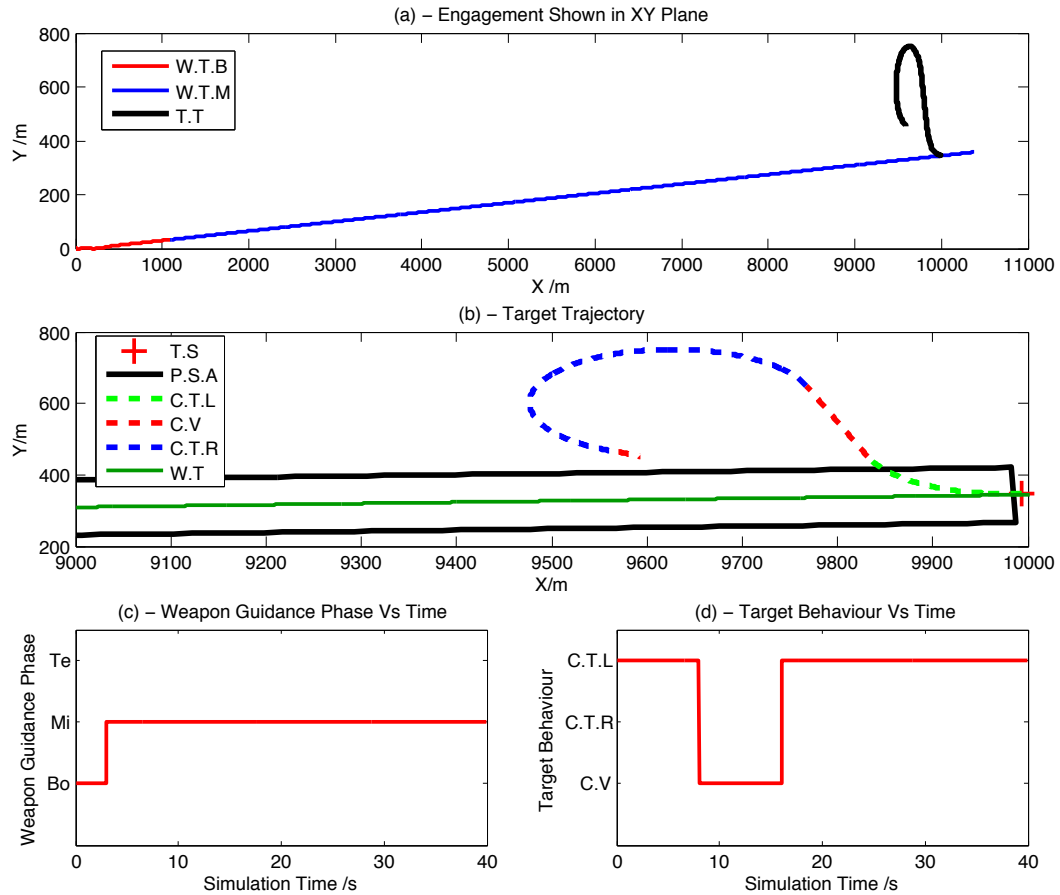 (a) – Engagement Shown in XY Plane
800
600
400
200
0
Y /m
W.T.B
W.T.M
T.T
0 1000 2000 3000 4000 5000 6000 7000 8000 9000 10000 11000
X /m
(b) – Target Trajectory
800
600
400
200
Y/m
T.S
P.S.A
C.T.L
C.V
C.T.R
W.T
9000 9100 9200 9300 9400 9500 9600 9700 9800 9900 10000
X/m
(c) – Weapon Guidance Phase Vs Time
Weapon Guidance Phase
Te
Mi
Bo
0 10 20 30 40
Simulation Time /s
(d) – Target Behaviour Vs Time
Target Behaviour
C.T.L
C.T.R
C.V
0 10 20 30 40
Simulation Time /s